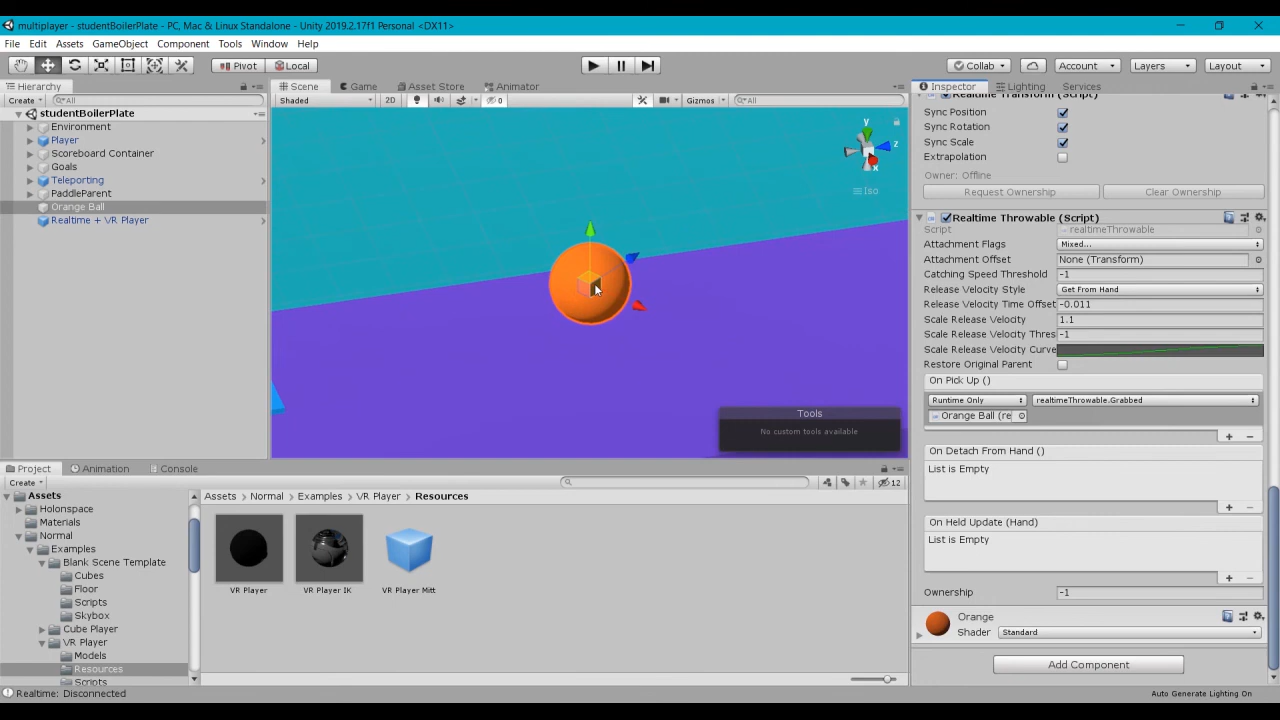 multiplayer - studentBoilerPlate - PC, Mac & Linux Standalone - Unity 2019.2.17f1 Personal <DX11>
File Edit Assets GameObject Component Tools Window Help
Pivot Local Collab Account Layers Layout
Hierarchy Scene Game Asset Store Animator Inspector Lighting Services
Create All Shaded 2D 0 Gizmos All
studentBoilerPlate
Environment
Player
Scoreboard Container
Goals
Teleporting
PaddleParent
Orange Ball
Realtime + VR Player
y
z
x
Iso
Tools
No custom tools available
Realtime Transform (Script)
Sync Position
Sync Rotation
Sync Scale
Extrapolation
Owner: Offline
Request Ownership Clear Ownership
Realtime Throwable (Script)
Script realtimeThrowable
Attachment Flags Mixed...
Attachment Offset None (Transform)
Catching Speed Threshold -1
Release Velocity Style Get From Hand
Release Velocity Time Offset -0.011
Scale Release Velocity 1.1
Scale Release Velocity Thres -1
Scale Release Velocity Curve
Restore Original Parent
On Pick Up ()
Runtime Only realtimeThrowable.Grabbed
Orange Ball (re
On Detach From Hand ()
List is Empty
On Held Update (Hand)
List is Empty
Ownership -1
Orange
Shader Standard
Add Component
Project Animation Console
Create 12
Assets
Holonspace
Materials
Normal
Examples
Blank Scene Template
Cubes
Floor
Scripts
Skybox
Cube Player
VR Player
Models
Resources
Scripts
Assets Normal Examples VR Player Resources
VR Player VR Player IK VR Player Mitt
Realtime: Disconnected
Auto Generate Lighting On